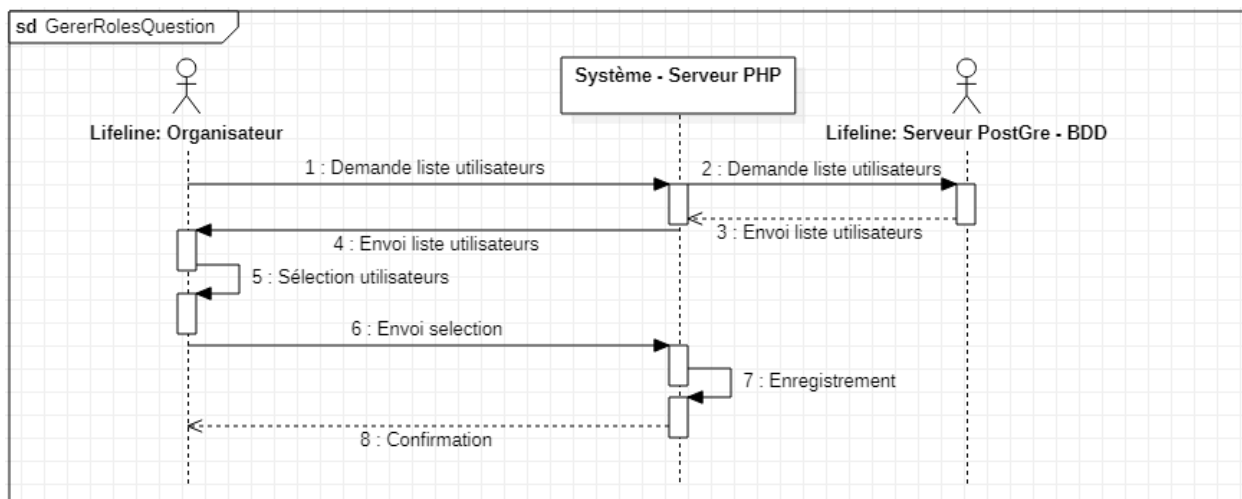 sd GererRolesQuestion
Système - Serveur PHP
Lifeline: Organisateur
Lifeline: Serveur PostGre - BDD
1 : Demande liste utilisateurs
2 : Demande liste utilisateurs
3 : Envoi liste utilisateurs
4 : Envoi liste utilisateurs
5 : Sélection utilisateurs
6 : Envoi selection
7 : Enregistrement
8 : Confirmation